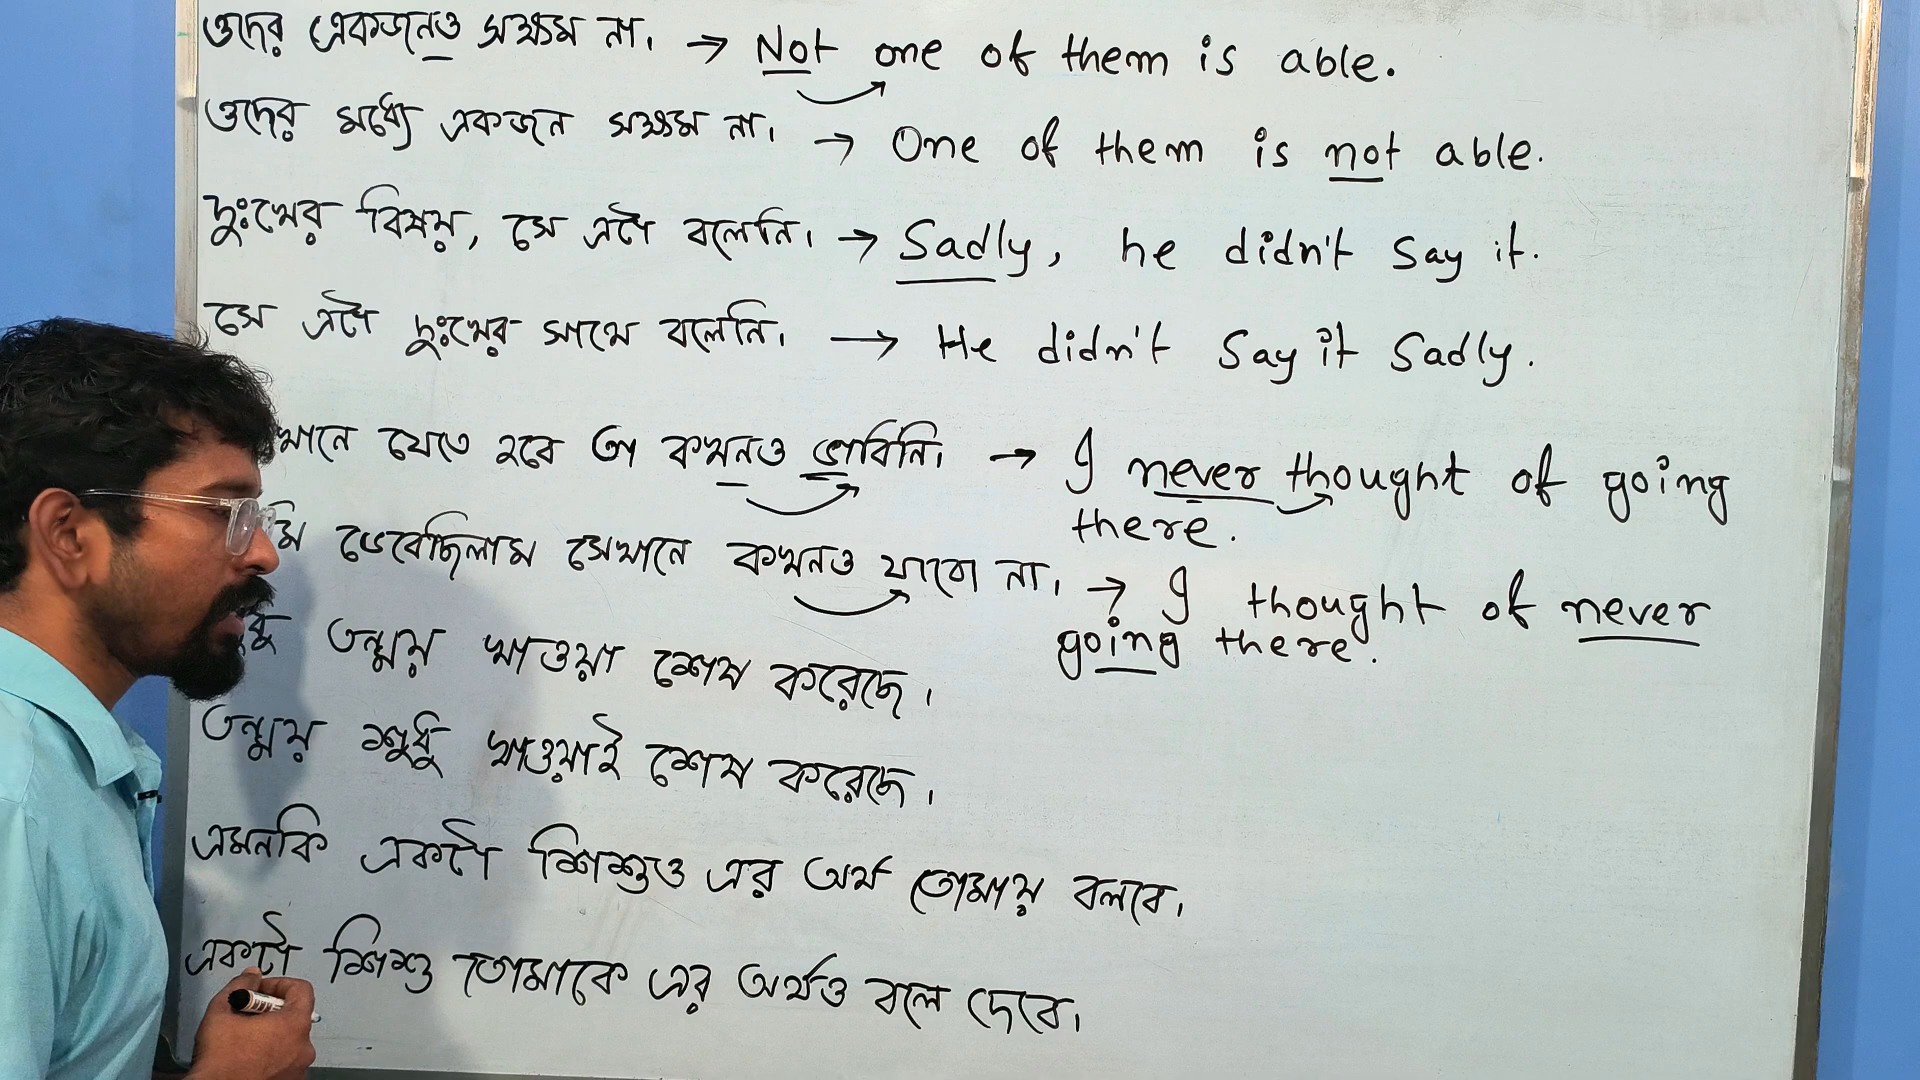 ওদের একজনও সক্ষম না। → Not one of them is able.
ওদের মধ্যে একজন সক্ষম না। → One of them is not able.
দুঃখের বিষয়, সে এটা বলেনি। → Sadly, he didn't say it.
সে এটা দুঃখের সাথে বলেনি। → He didn't say it sadly.
খানে যেতে হবে তা কখনও ভাবিনি। → I never thought of going there.
মি ভেবেছিলাম সেখানে কখনও যাবো না। → I thought of never going there.
ধু তন্ময় খাওয়া শেষ করেছে।
তন্ময় শুধু খাওয়াই শেষ করেছে।
এমনকি একটা শিশুও এর অর্থ তোমায় বলবে।
একটা শিশু তোমাকে এর অর্থও বলে দেবে।